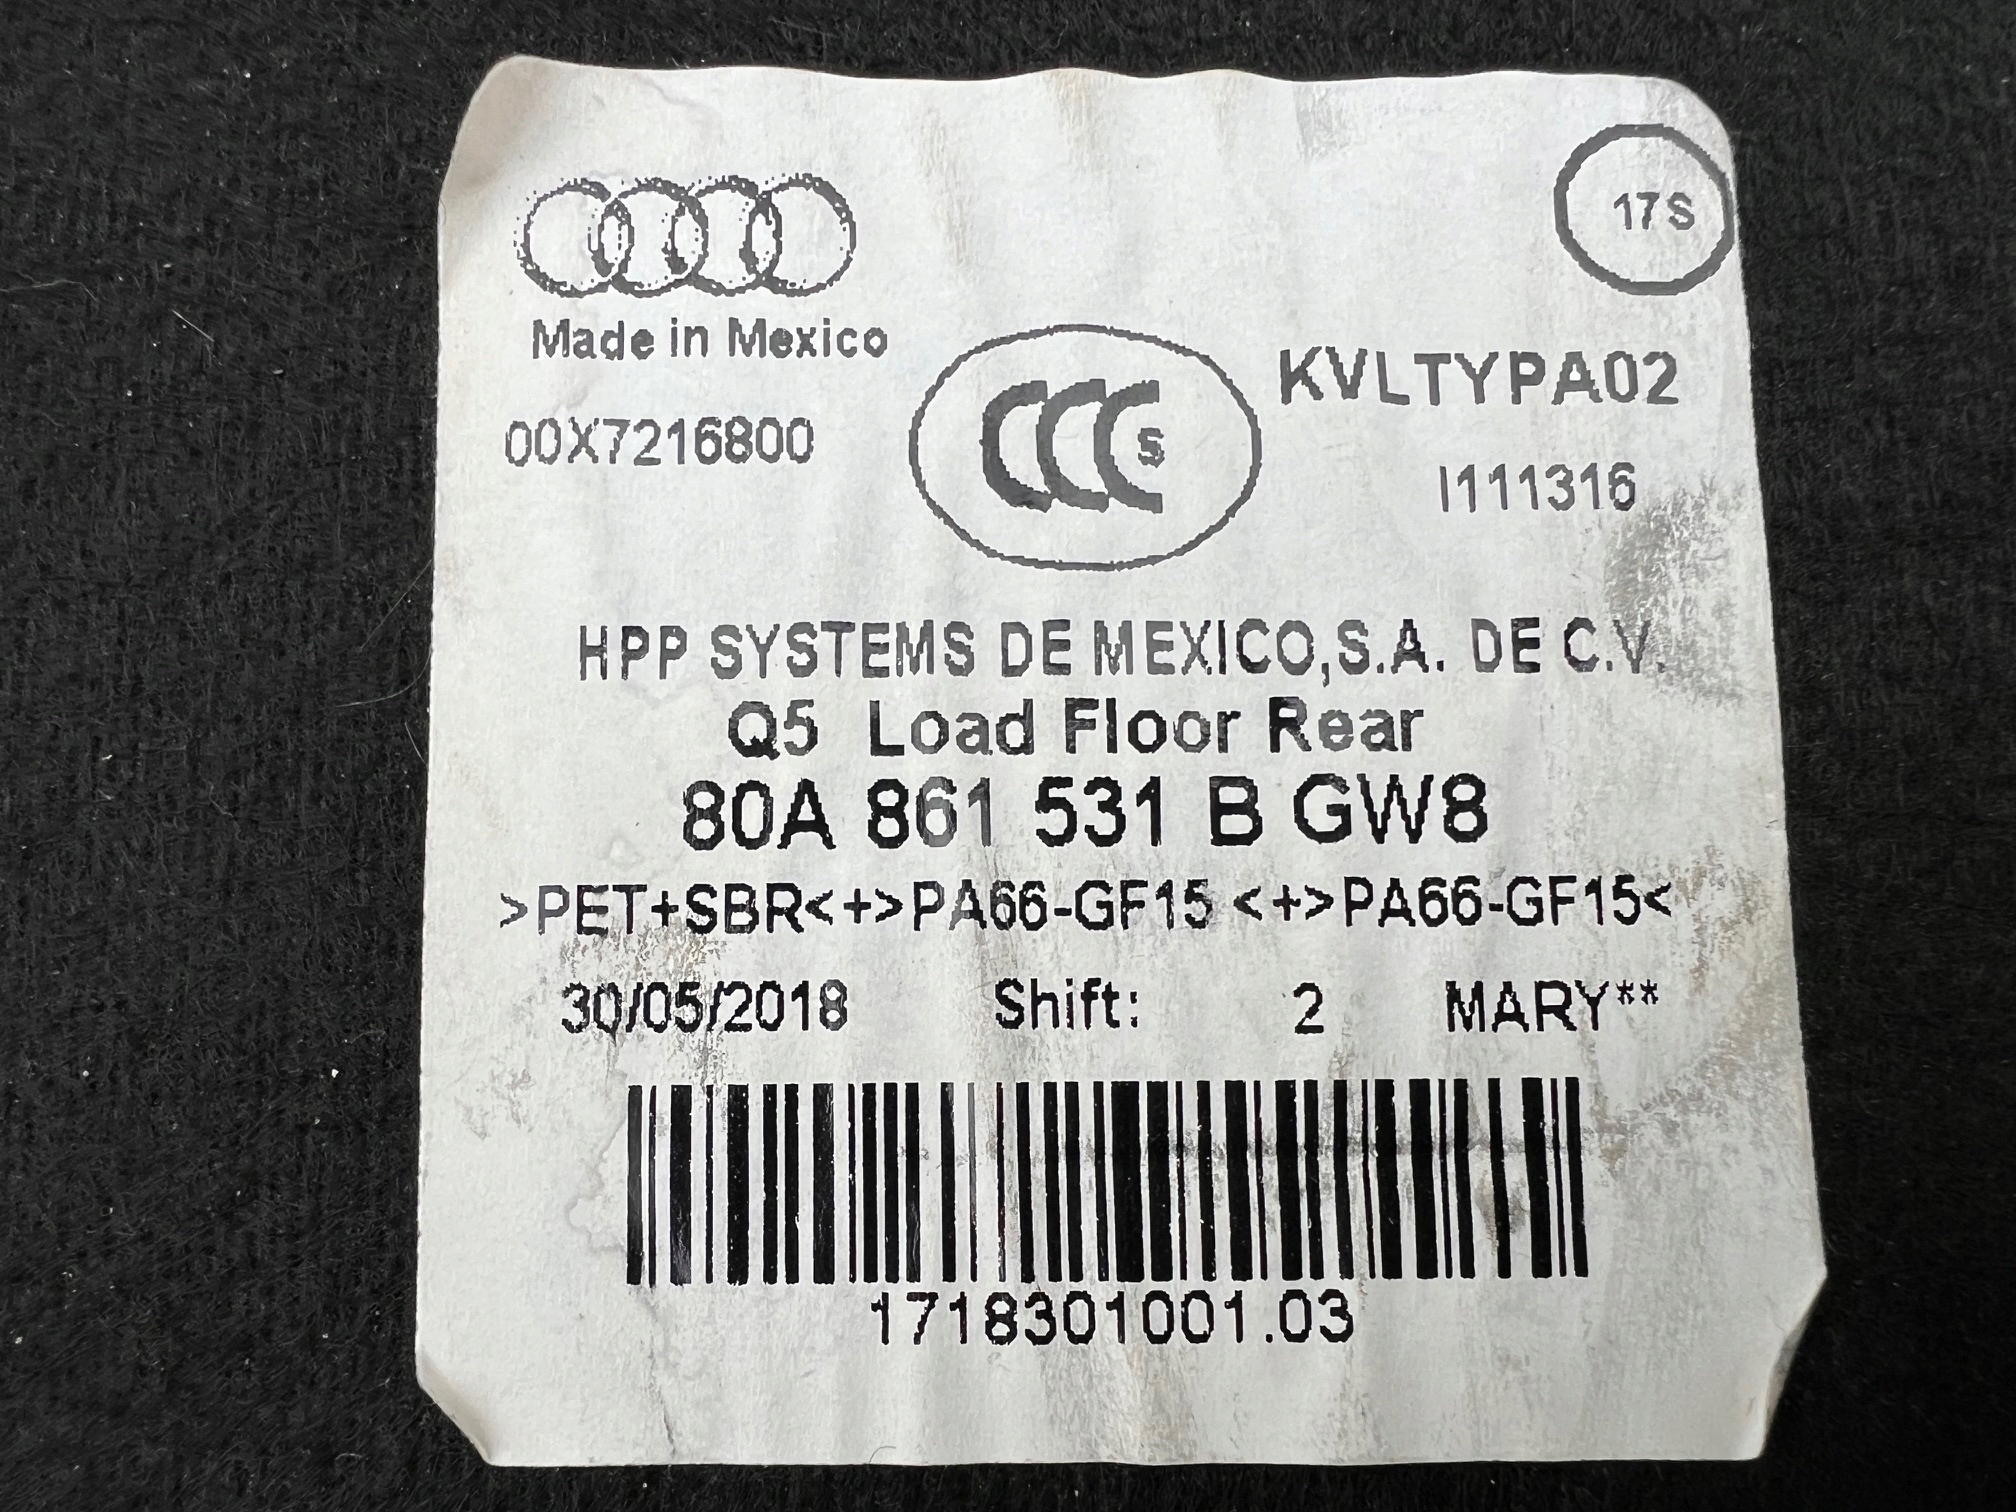 17S
Made in Mexico
CCC S
KVLTYPA02
00X7216800
I111316
HPP SYSTEMS DE MEXICO,S.A. DE C.V.
Q5 Load Floor Rear
80A 861 531 B GW8
>PET+SBR<+>PA66-GF15 <+>PA66-GF15<
30/05/2018 Shift: 2 MARY**
1718301001.03